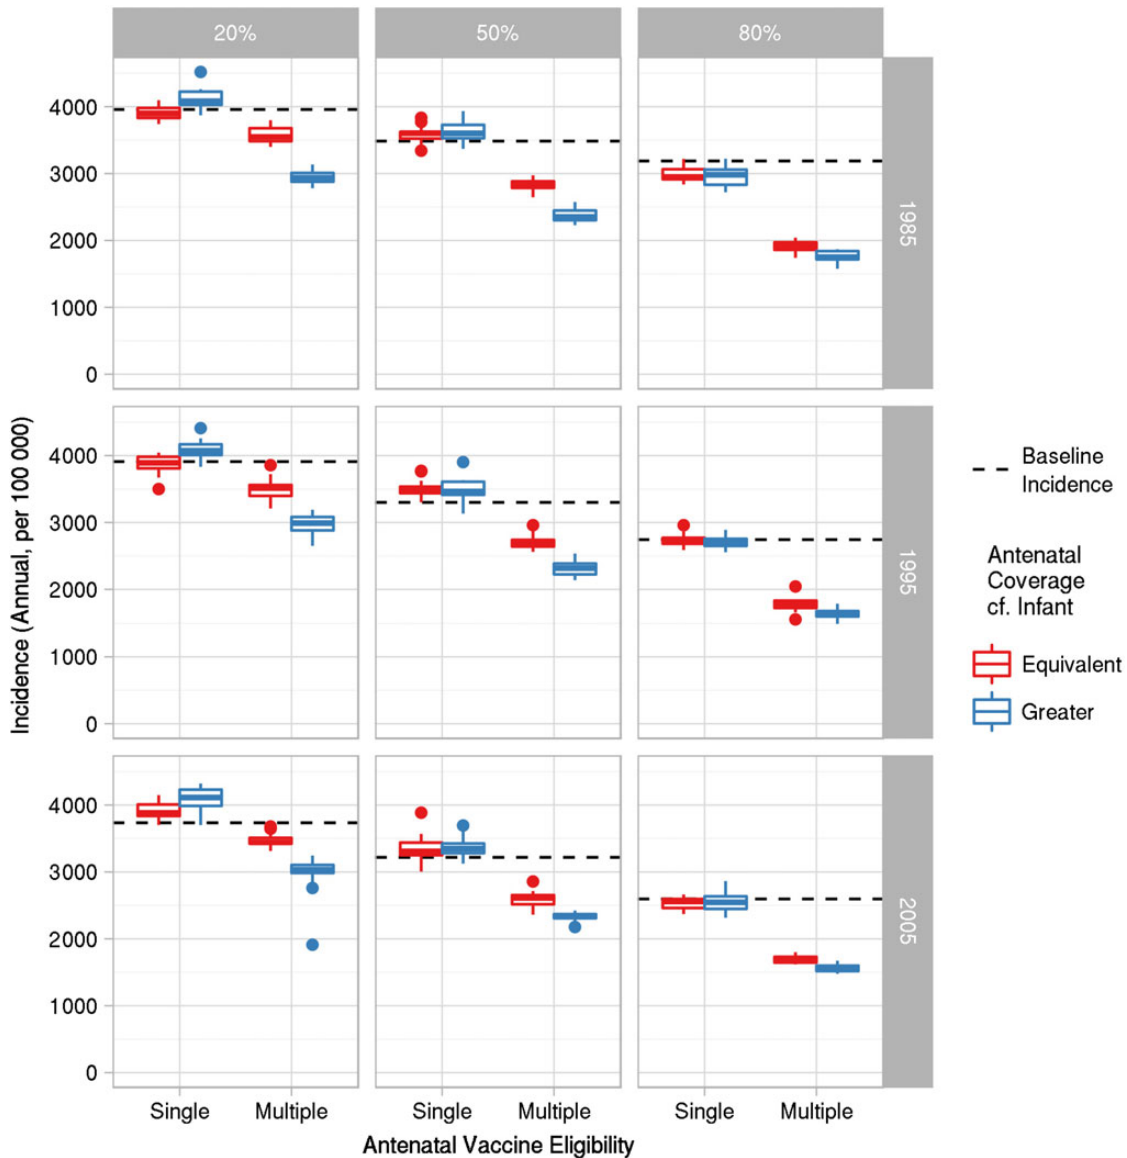 20%
50%
80%
4000
3000
2000
1000
0
1985
4000
3000
2000
1000
0
1995
4000
3000
2000
1000
0
2005
Single
Multiple
Single
Multiple
Single
Multiple
Antenatal Vaccine Eligibility
Incidence (Annual, per 100 000)
Baseline
Incidence
Antenatal
Coverage
cf. Infant
Equivalent
Greater